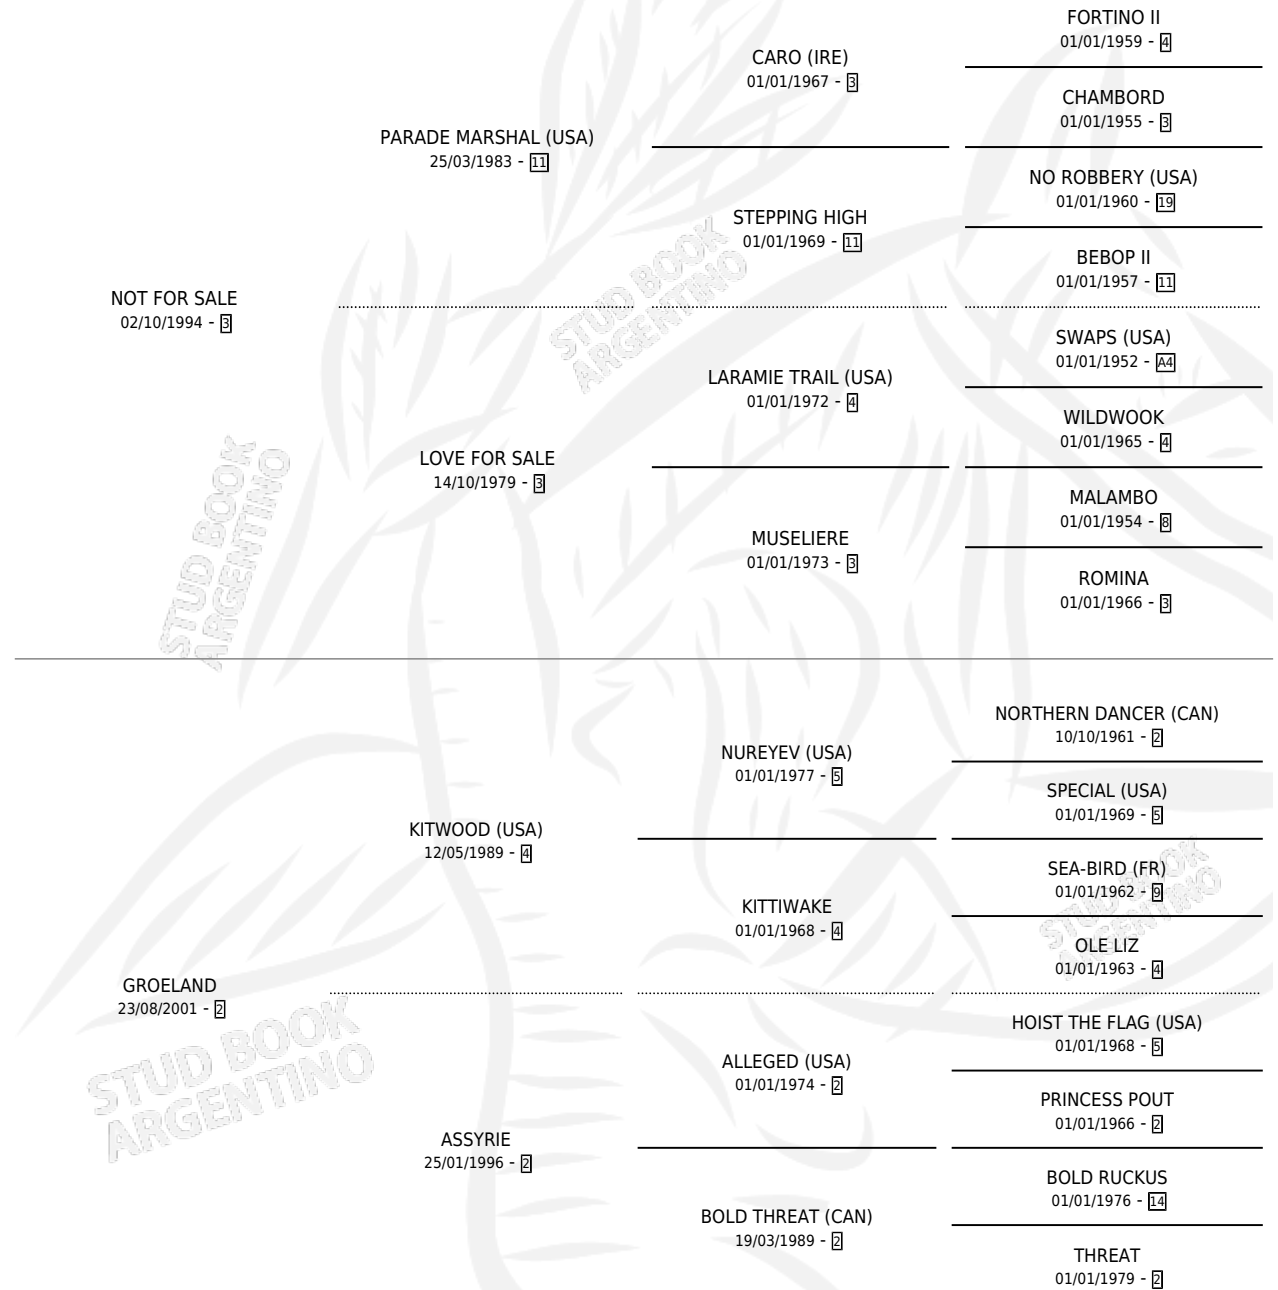 FORTINO II
01/01/1959 - 4
CARO (IRE)
01/01/1967 - 3
CHAMBORD
01/01/1955 - 3
PARADE MARSHAL (USA)
25/03/1983 - 11
NO ROBBERY (USA)
01/01/1960 - 19
STEPPING HIGH
01/01/1969 - 11
BEBOP II
01/01/1957 - 11
NOT FOR SALE
02/10/1994 - 3
SWAPS (USA)
01/01/1952 - A4
LARAMIE TRAIL (USA)
01/01/1972 - 4
WILDWOOK
01/01/1965 - 4
LOVE FOR SALE
14/10/1979 - 3
MALAMBO
01/01/1954 - 8
MUSELIERE
01/01/1973 - 3
ROMINA
01/01/1966 - 3
STUD BOOK
ARGENTINO
STUD BOOK
ARGENTINO
NORTHERN DANCER (CAN)
10/10/1961 - 2
NUREYEV (USA)
01/01/1977 - 5
SPECIAL (USA)
01/01/1969 - 5
KITWOOD (USA)
12/05/1989 - 4
SEA-BIRD (FR)
01/01/1962 - 9
KITTIWAKE
01/01/1968 - 4
OLE LIZ
01/01/1963 - 4
STUD BOOK
ARGENTINO
GROELAND
23/08/2001 - 2
HOIST THE FLAG (USA)
01/01/1968 - 5
ALLEGED (USA)
01/01/1974 - 2
PRINCESS POUT
01/01/1966 - 2
ASSYRIE
25/01/1996 - 2
BOLD RUCKUS
01/01/1976 - 14
BOLD THREAT (CAN)
19/03/1989 - 2
THREAT
01/01/1979 - 2
STUD BOOK
ARGENTINO